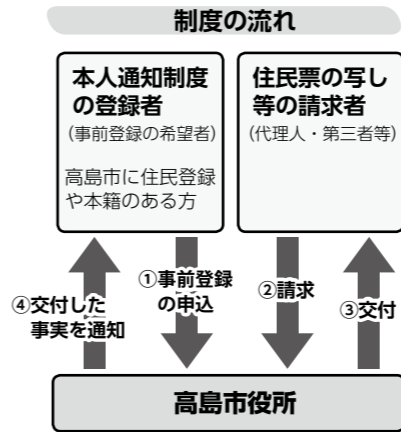 制度の流れ
本人通知制度
の登録者
(事前登録の希望者)
高島市に住民登録
や本籍のある方
住民票の写し
等の請求者
(代理人・第三者等)
④交付した
事実を通知
①事前登録
の申込
②請求
③交付
高島市役所